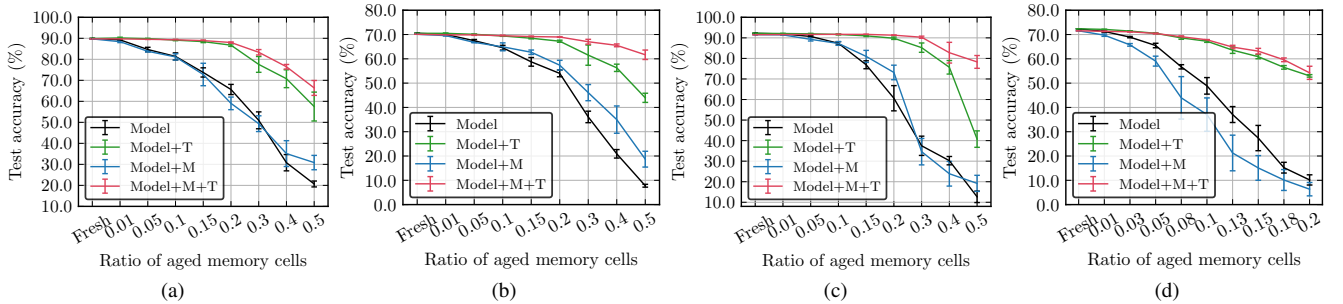 Test accuracy (%)
100.0
90.0
80.0
70.0
60.0
50.0
40.0
30.0
20.0
10.0
Model
Model+T
Model+M
Model+M+T
Fresh 0.01 0.05 0.1 0.15 0.2 0.3 0.4 0.5
Ratio of aged memory cells
(a)
Test accuracy (%)
80.0
70.0
60.0
50.0
40.0
30.0
20.0
10.0
0.0
Model
Model+T
Model+M
Model+M+T
Fresh 0.01 0.05 0.1 0.15 0.2 0.3 0.4 0.5
Ratio of aged memory cells
(b)
Test accuracy (%)
100.0
90.0
80.0
70.0
60.0
50.0
40.0
30.0
20.0
10.0
Model
Model+T
Model+M
Model+M+T
Fresh 0.01 0.05 0.1 0.15 0.2 0.3 0.4 0.5
Ratio of aged memory cells
(c)
Test accuracy (%)
80.0
70.0
60.0
50.0
40.0
30.0
20.0
10.0
0.0
Model
Model+T
Model+M
Model+M+T
Fresh 0.01 0.03 0.05 0.08 0.1 0.13 0.15 0.18 0.2
Ratio of aged memory cells
(d)